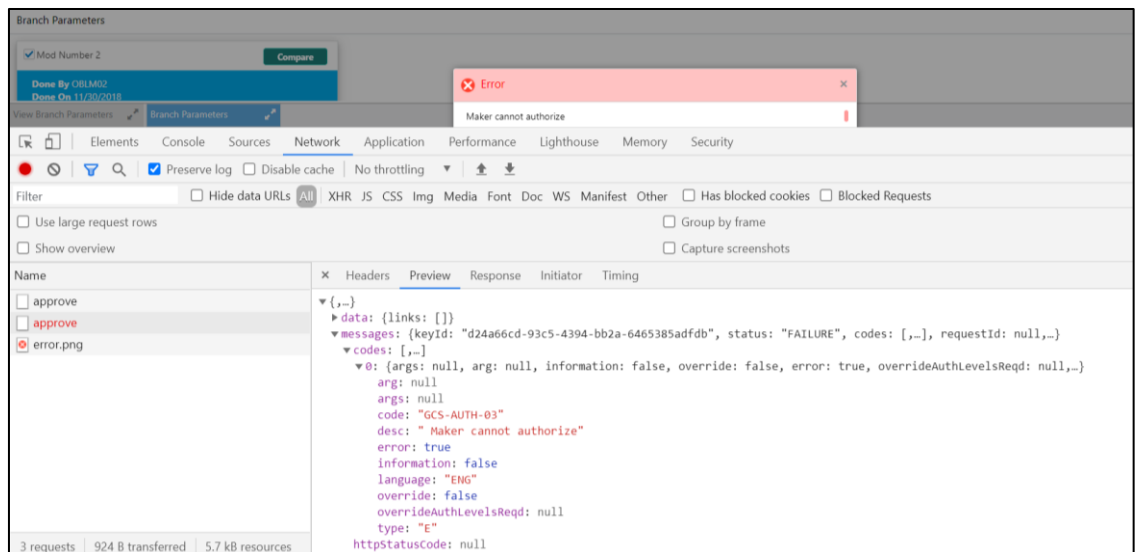 Branch Parameters
Mod Number 2
Compare
Done By OBLM02
Done On 11/30/2018
Error
Maker cannot authorize
View Branch Parameters
Branch Parameters
Elements Console Sources Network Application Performance Lighthouse Memory Security
Preserve log Disable cache No throttling
Filter Hide data URLs All XHR JS CSS Img Media Font Doc WS Manifest Other Has blocked cookies Blocked Requests
Use large request rows Group by frame
Show overview Capture screenshots
Name
approve
approve
error.png
× Headers Preview Response Initiator Timing
▼{,…}
▶data: {links: []}
▼messages: {keyId: "d24a66cd-93c5-4394-bb2a-6465385adfdb", status: "FAILURE", codes: [,…], requestId: null,…}
▼codes: [,…]
▼0: {args: null, arg: null, information: false, override: false, error: true, overrideAuthLevelsReqd: null,…}
arg: null
args: null
code: "GCS-AUTH-03"
desc: " Maker cannot authorize"
error: true
information: false
language: "ENG"
override: false
overrideAuthLevelsReqd: null
type: "E"
httpStatusCode: null
3 requests 924 B transferred 5.7 kB resources